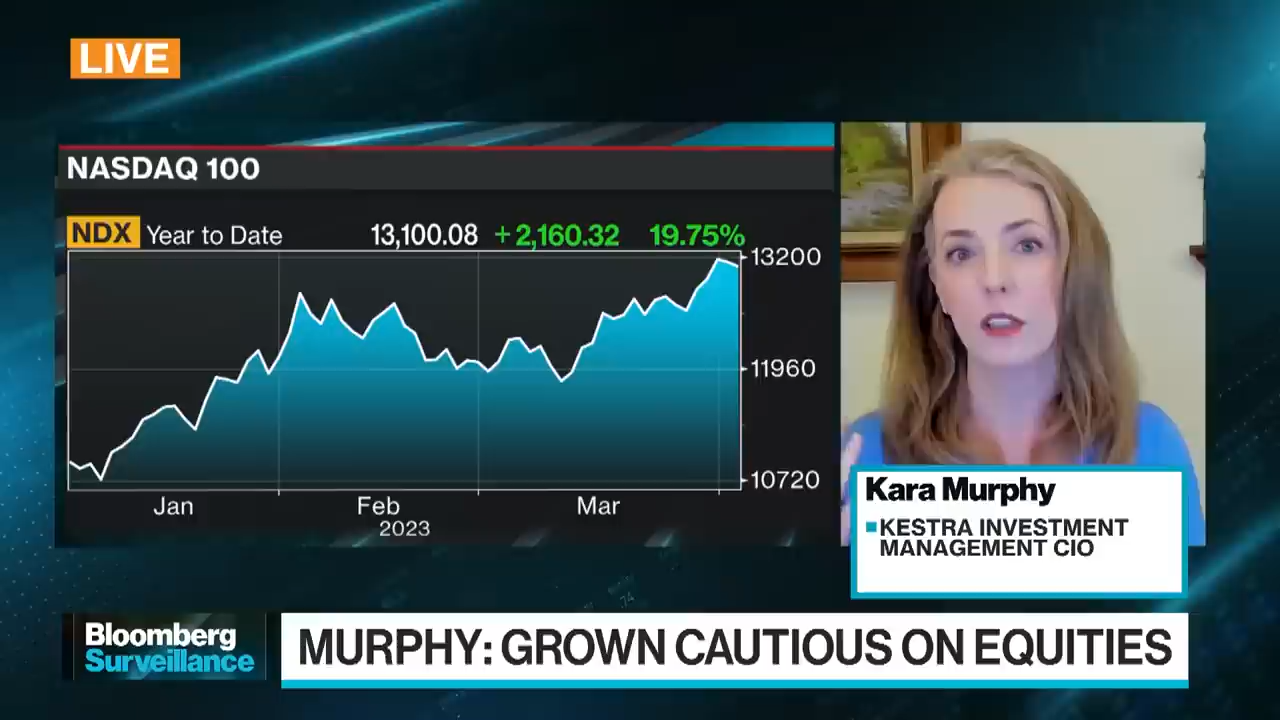 LIVE
NASDAQ 100
NDX Year to Date 13,100.08 +2,160.32 19.75%
13200
11960
10720
Jan Feb Mar
2023
Kara Murphy
KESTRA INVESTMENT
MANAGEMENT CIO
Bloomberg
Surveillance
MURPHY: GROWN CAUTIOUS ON EQUITIES